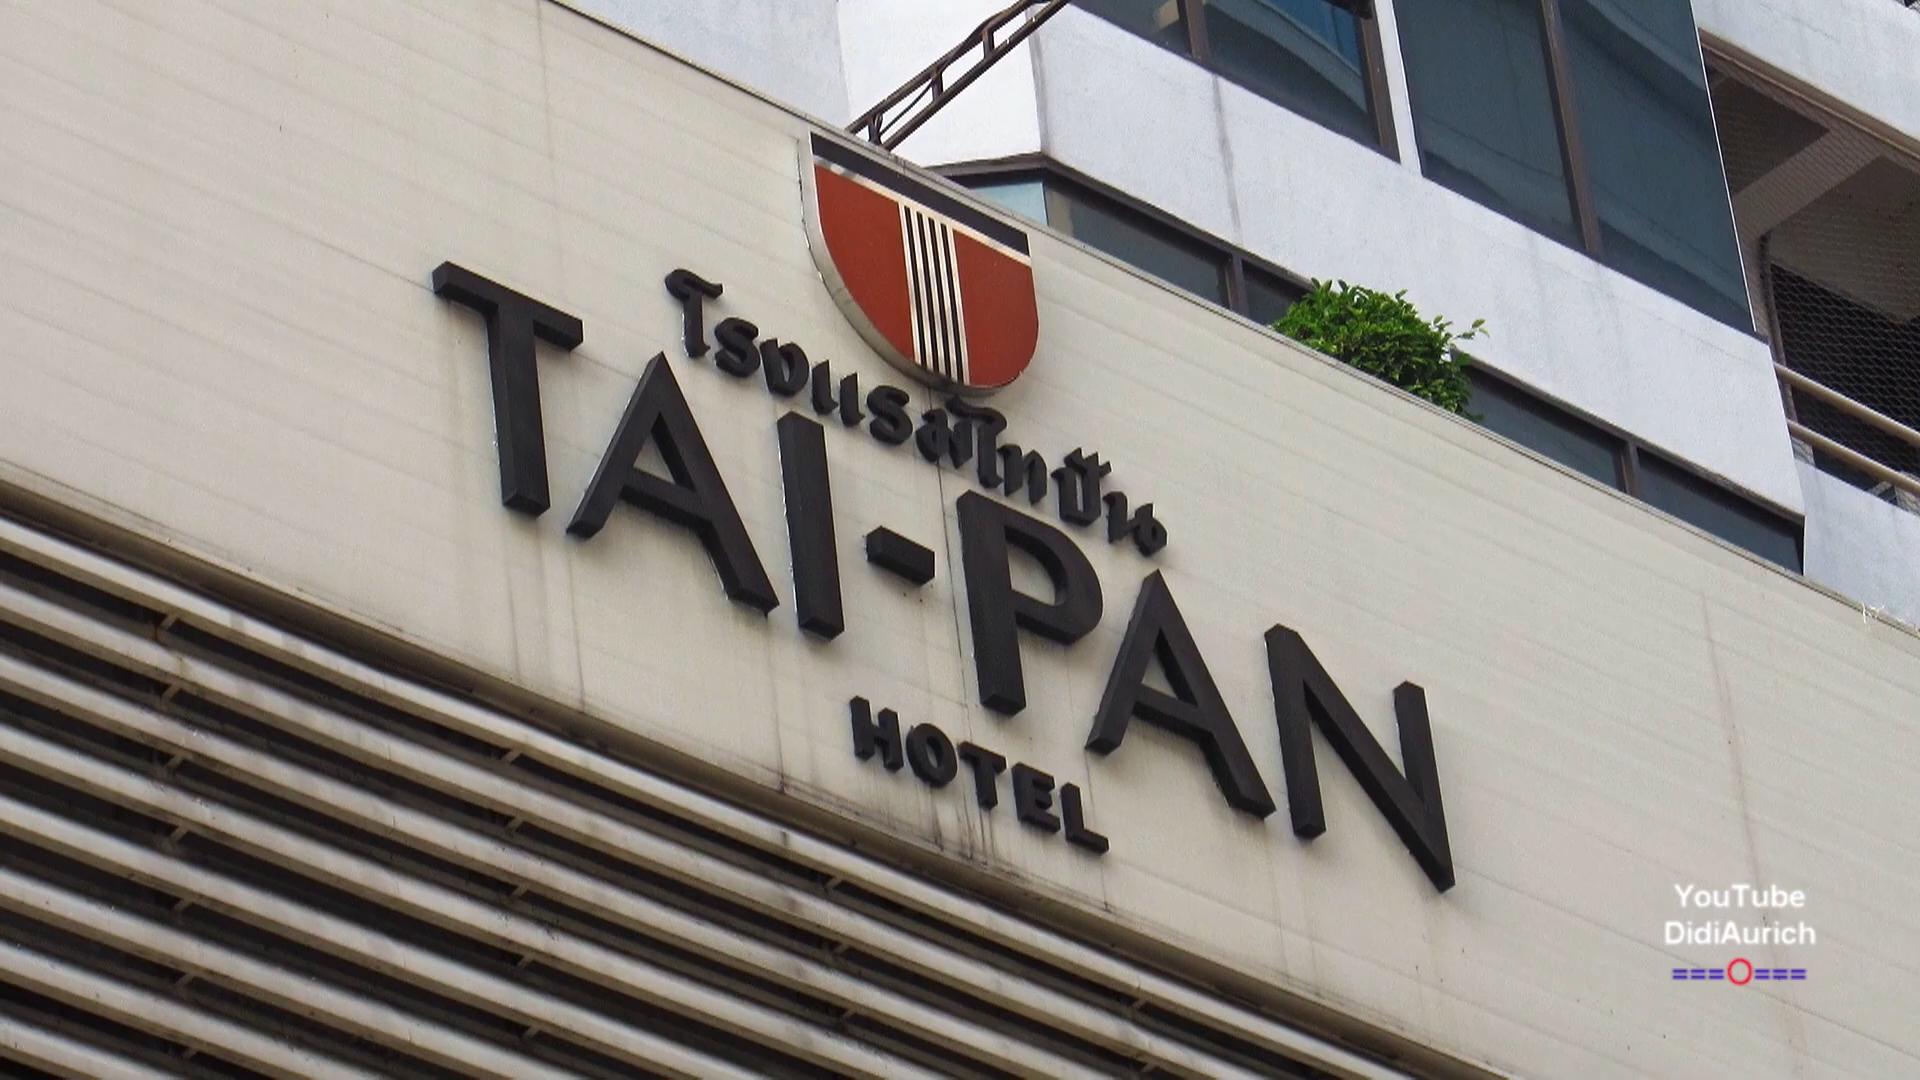 โรงแรมไทปัน
TAI-PAN
HOTEL
YouTube
DidiAurich
===O===